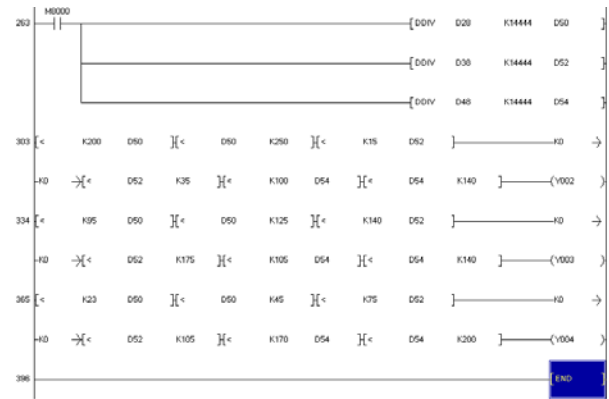 M8000
263 [ DDIV D28 K14444 D50 ]
[ DDIV D38 K14444 D52 ]
[ DDIV D48 K14444 D54 ]
303 [< K200 D50 ][< D50 K250 ][< K15 D52 ] K0
K0 [< D52 K35 ][< K100 D54 ][< D54 K140 ] (Y002 )
334 [< K95 D50 ][< D50 K125 ][< K140 D52 ] K0
K0 [< D52 K175 ][< K105 D54 ][< D54 K140 ] (Y003 )
365 [< K23 D50 ][< D50 K45 ][< K75 D52 ] K0
K0 [< D52 K105 ][< K170 D54 ][< D54 K200 ] (Y004 )
396 [ END ]